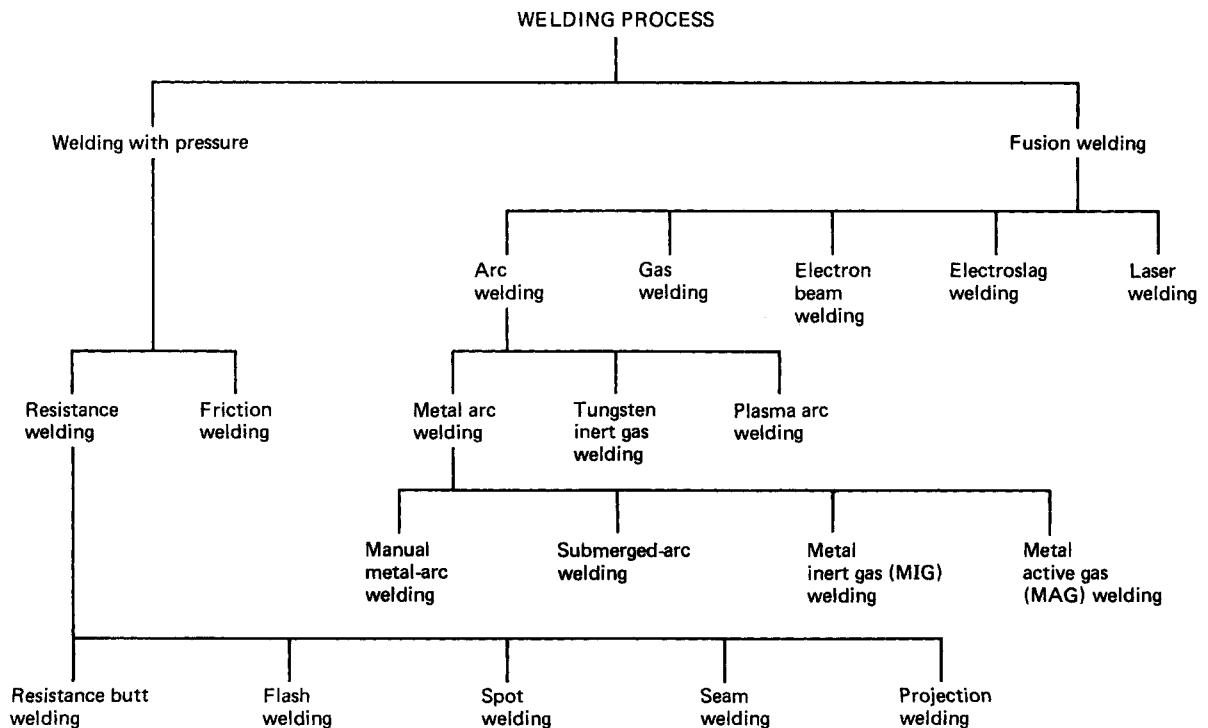 WELDING PROCESS
Welding with pressure
Fusion welding
Arc
welding
Gas
welding
Electron
beam
welding
Electroslag
welding
Laser
welding
Resistance
welding
Friction
welding
Metal arc
welding
Tungsten
inert gas
welding
Plasma arc
welding
Manual
metal-arc
welding
Submerged-arc
welding
Metal
inert gas (MIG)
welding
Metal
active gas
(MAG) welding
Resistance butt
welding
Flash
welding
Spot
welding
Seam
welding
Projection
welding